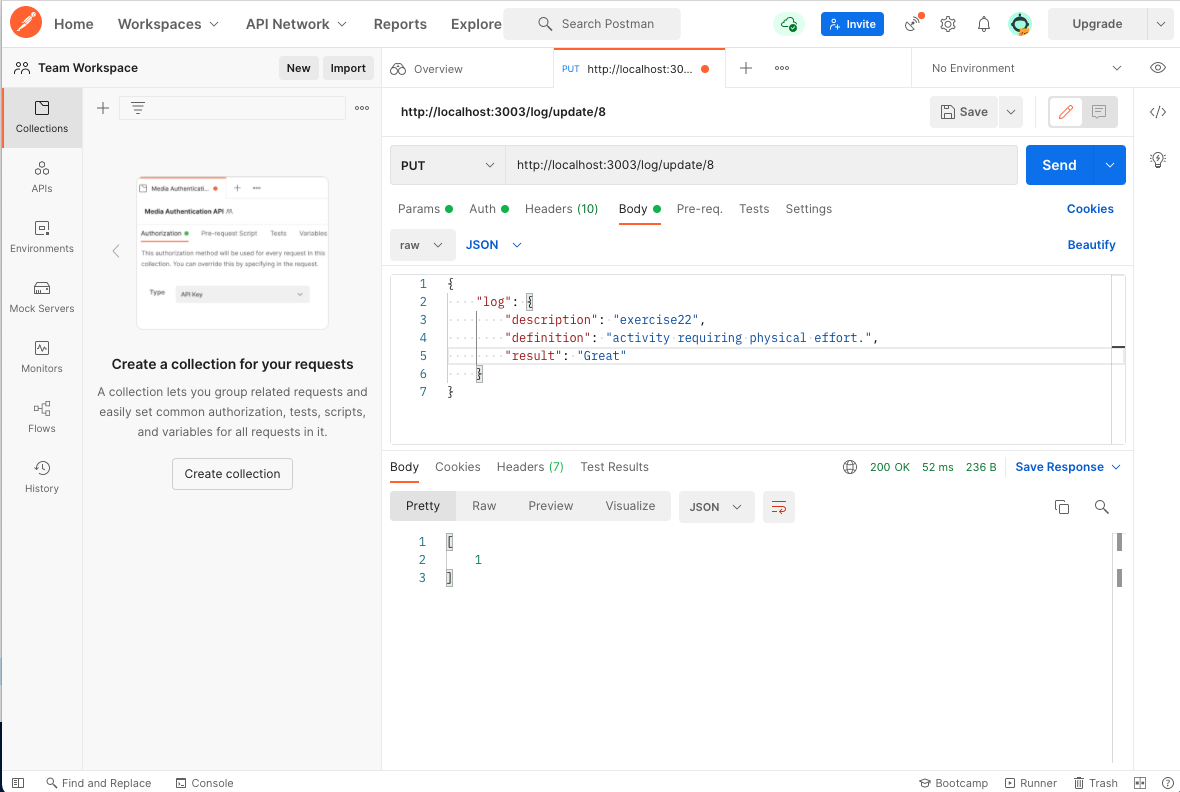 Home Workspaces API Network Reports Explore Search Postman Invite Upgrade
Team Workspace New Import Overview PUT http://localhost:30... No Environment
http://localhost:3003/log/update/8 Save
Collections
APIs
Environments
Mock Servers
Monitors
Flows
History
Media Authenticati...
Media Authentication API
Authorization Pre-request Script Tests Variables
This authorization method will be used for every request in this
collection. You can override this by specifying in the request.
Type API Key
Create a collection for your requests
A collection lets you group related requests and
easily set common authorization, tests, scripts,
and variables for all requests in it.
Create collection
PUT http://localhost:3003/log/update/8 Send
Params Auth Headers (10) Body Pre-req. Tests Settings Cookies
raw JSON Beautify
1 {
2 "log": {
3 "description": "exercise22",
4 "definition": "activity requiring physical effort.",
5 "result": "Great"
6 }
7 }
Body Cookies Headers (7) Test Results 200 OK 52 ms 236 B Save Response
Pretty Raw Preview Visualize JSON
1 [
2 1
3 ]
Find and Replace Console Bootcamp Runner Trash